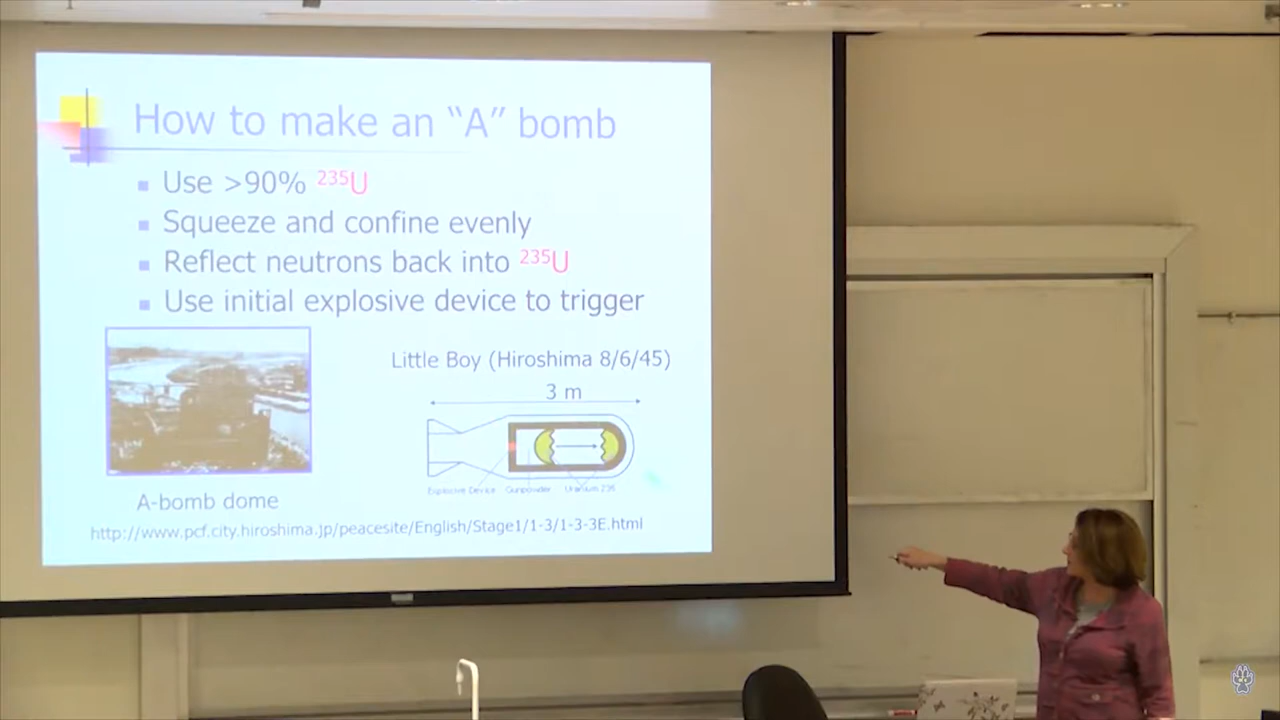 How to make an “A” bomb
Use >90% ²³⁵U
Squeeze and confine evenly
Reflect neutrons back into ²³⁵U
Use initial explosive device to trigger
Little Boy (Hiroshima 8/6/45)
3 m
Explosive Device Gunpowder Uranium 235
A-bomb dome
http://www.pcf.city.hiroshima.jp/peacesite/English/Stage1/1-3/1-3-3E.html